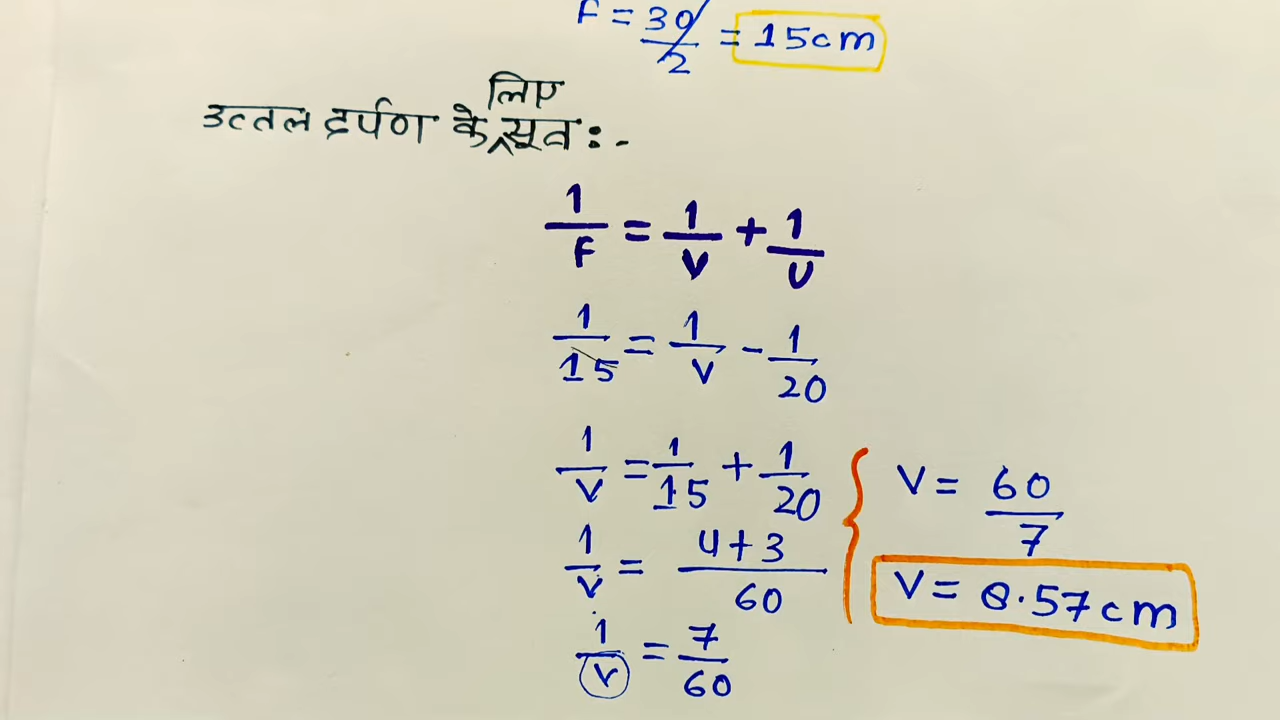 F = 30/2 = 15cm
लिए
उत्तल दर्पण के ^ सूत्र :-
1/F = 1/V + 1/U
1/15 = 1/V - 1/20
1/V = 1/15 + 1/20
1/V = 4+3/60
1/V = 7/60
V = 60/7
V = 8.57cm